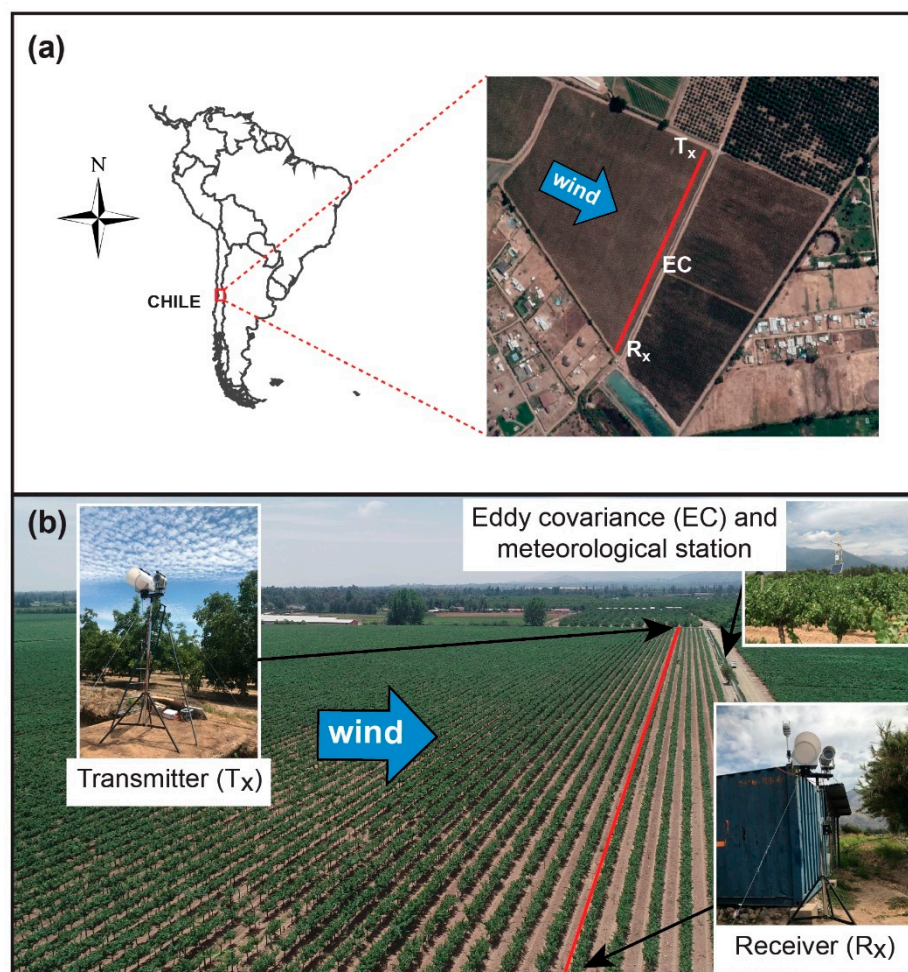 (a)
N
CHILE
wind
Tx
EC
Rx
(b)
Eddy covariance (EC) and
meteorological station
wind
Transmitter (Tx)
Receiver (Rx)